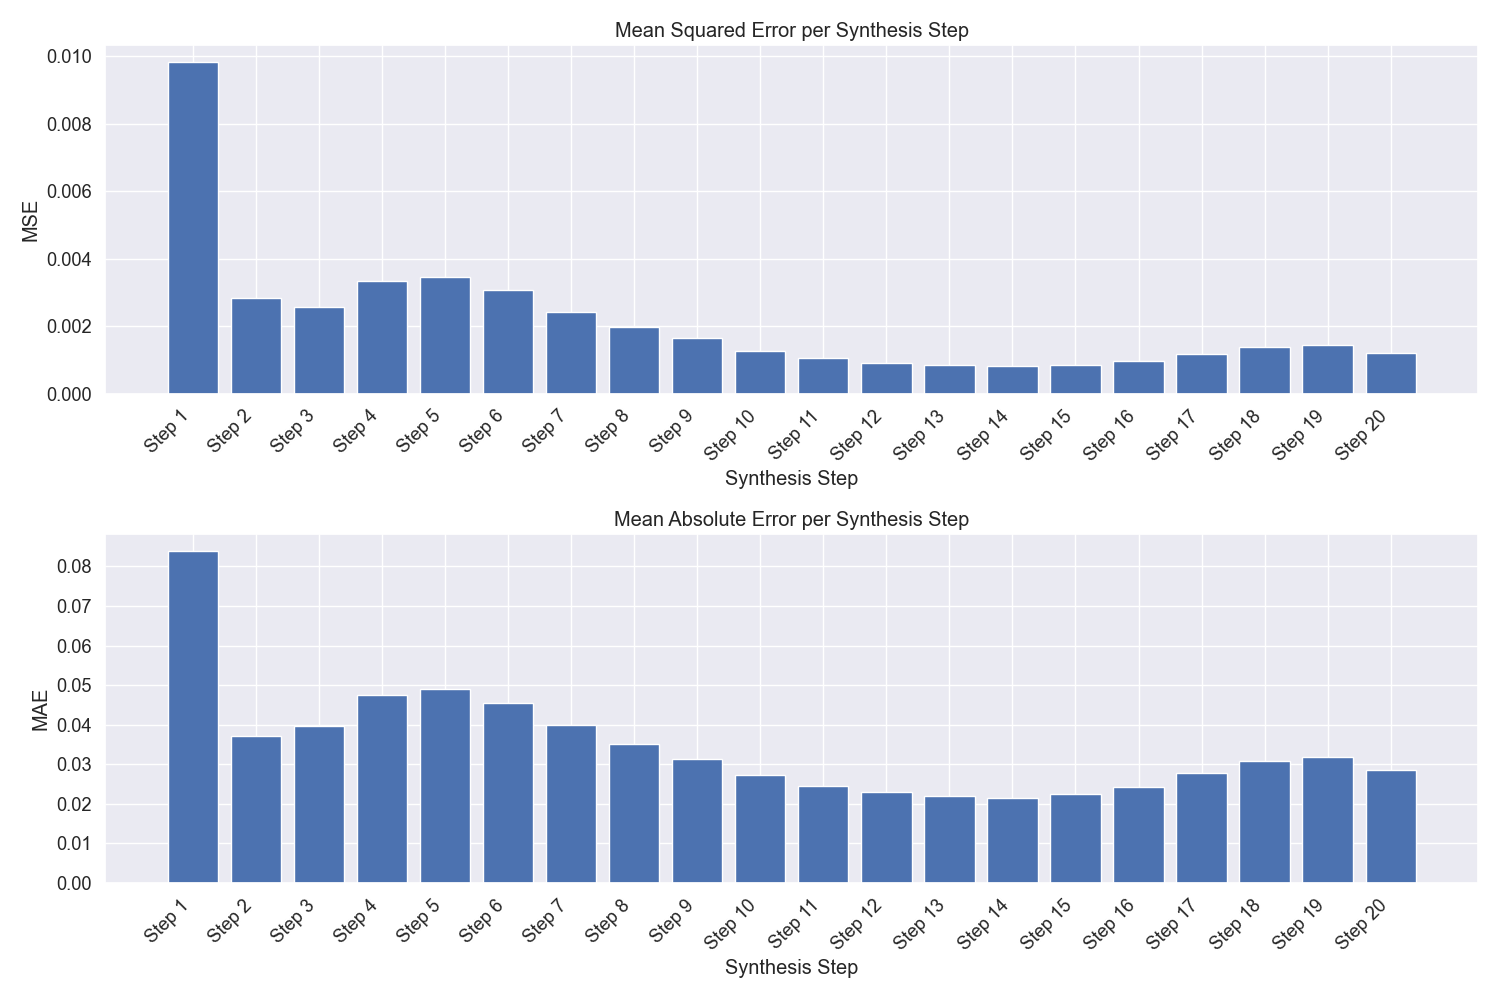 Mean Squared Error per Synthesis Step
MSE
0.010
0.008
0.006
0.004
0.002
0.000
Step 1 Step 2 Step 3 Step 4 Step 5 Step 6 Step 7 Step 8 Step 9 Step 10 Step 11 Step 12 Step 13 Step 14 Step 15 Step 16 Step 17 Step 18 Step 19 Step 20
Synthesis Step
Mean Absolute Error per Synthesis Step
MAE
0.08
0.07
0.06
0.05
0.04
0.03
0.02
0.01
0.00
Step 1 Step 2 Step 3 Step 4 Step 5 Step 6 Step 7 Step 8 Step 9 Step 10 Step 11 Step 12 Step 13 Step 14 Step 15 Step 16 Step 17 Step 18 Step 19 Step 20
Synthesis Step